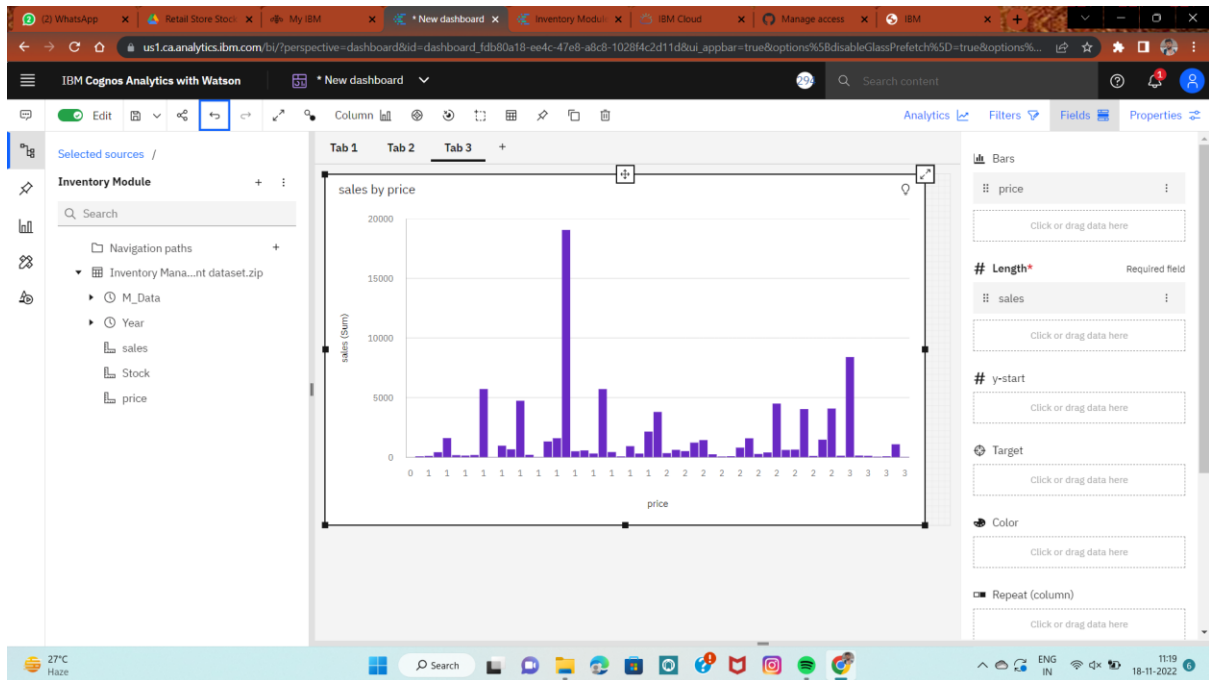 (2) WhatsApp
Retail Store Stock
My IBM
* New dashboard
Inventory Module
IBM Cloud
Manage access
IBM
us1.ca.analytics.ibm.com/bi/?perspective=dashboard&id=dashboard_fdb80a18-ee4c-47e8-a8c8-1028f4c2d11d&ui_appbar=true&options%5BdisableGlassPrefetch%5D=true&options%...
IBM Cognos Analytics with Watson
* New dashboard
294
Search content
1
Edit
Column
Analytics
Filters
Fields
Properties
Selected sources /
Inventory Module
Search
Navigation paths
Inventory Mana...nt dataset.zip
M_Data
Year
sales
Stock
price
Tab 1
Tab 2
Tab 3
sales by price
20000
15000
10000
5000
0
sales (Sum)
0 1 1 1 1 1 1 1 1 1 1 1 1 1 2 2 2 2 2 2 2 2 2 2 3 3 3 3
price
Bars
price
Click or drag data here
Length*
Required field
sales
Click or drag data here
y-start
Click or drag data here
Target
Click or drag data here
Color
Click or drag data here
Repeat (column)
Click or drag data here
27°C
Haze
Search
ENG
IN
11:19
18-11-2022
6